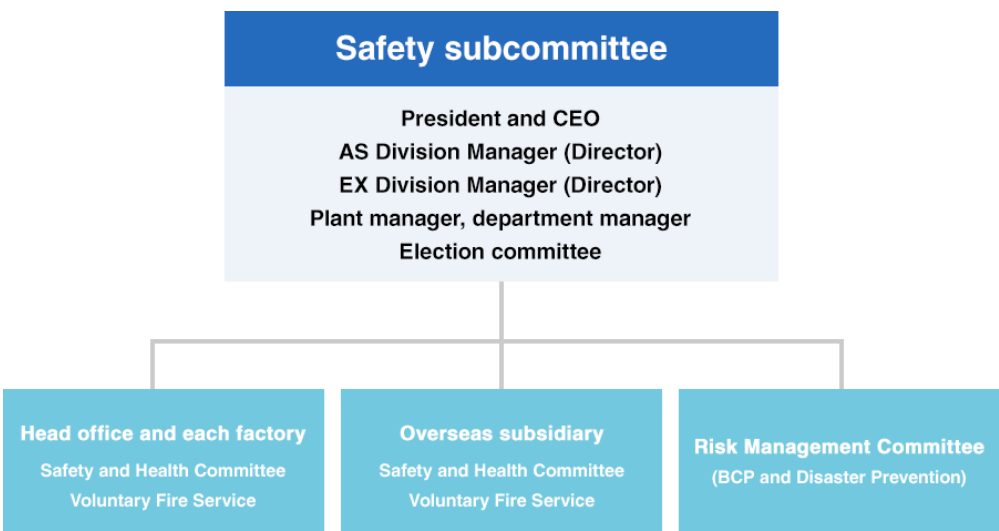 Safety subcommittee
President and CEO
AS Division Manager (Director)
EX Division Manager (Director)
Plant manager, department manager
Election committee
Head office and each factory
Safety and Health Committee
Voluntary Fire Service
Overseas subsidiary
Safety and Health Committee
Voluntary Fire Service
Risk Management Committee
(BCP and Disaster Prevention)